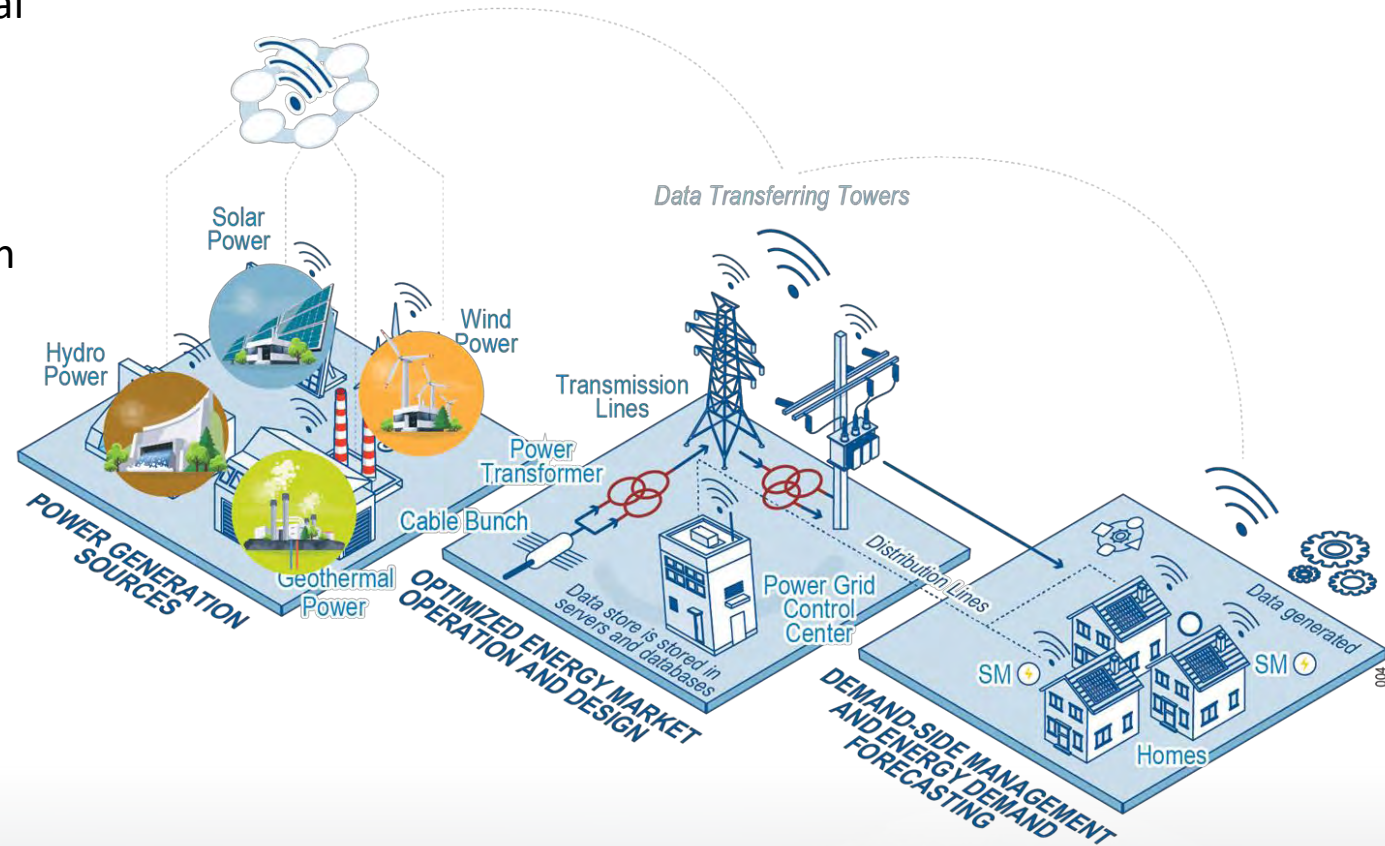 Data Transferring Towers
Solar
Power
Wind
Power
Hydro
Power
Transmission
Lines
Power
Transformer
Cable Bunch
Geothermal
Power
POWER GENERATION
SOURCES
Distribution Lines
Power Grid
Control
Center
Data store is stored in
servers and databases
OPTIMIZED ENERGY MARKET
OPERATION AND DESIGN
Data generated
SM
SM
Homes
DEMAND-SIDE MANAGEMENT
AND ENERGY DEMAND
FORECASTING
004